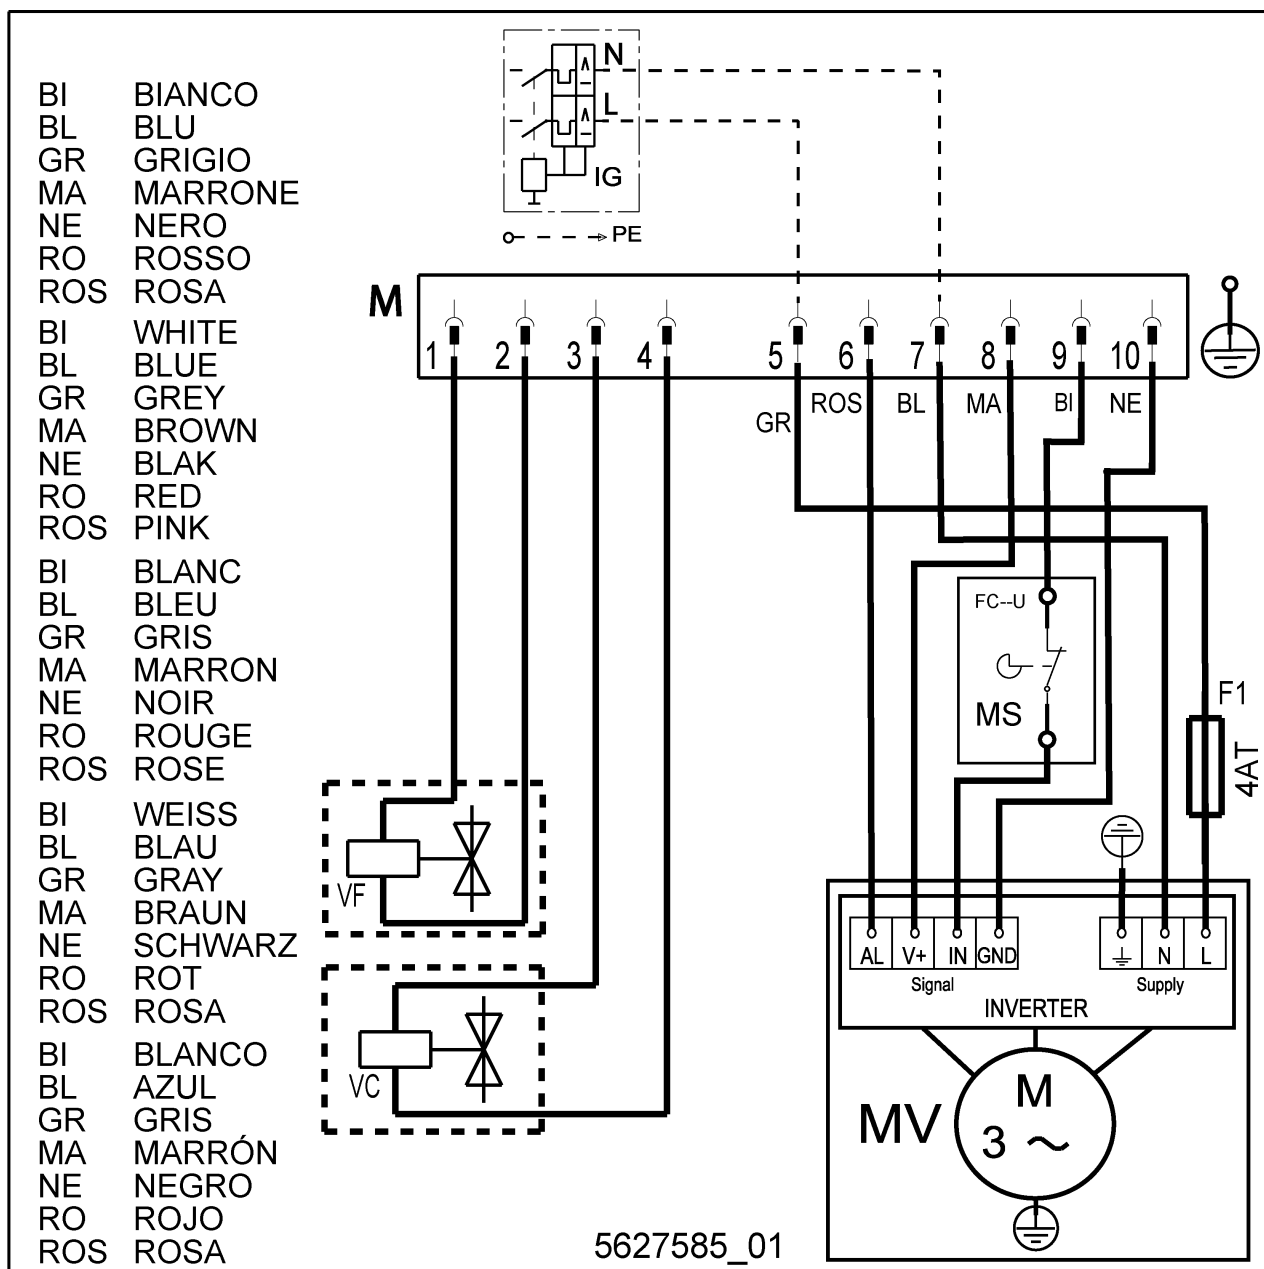 BI BIANCO
BL BLU
GR GRIGIO
MA MARRONE
NE NERO
RO ROSSO
ROS ROSA
BI WHITE
BL BLUE
GR GREY
MA BROWN
NE BLAK
RO RED
ROS PINK
BI BLANC
BL BLEU
GR GRIS
MA MARRON
NE NOIR
RO ROUGE
ROS ROSE
BI WEISS
BL BLAU
GR GRAY
MA BRAUN
NE SCHWARZ
RO ROT
ROS ROSA
BI BLANCO
BL AZUL
GR GRIS
MA MARRÓN
NE NEGRO
RO ROJO
ROS ROSA
N
L
IG
PE
M
1 2 3 4 5 6 7 8 9 10
GR ROS BL MA BI NE
FC--U
MS
F1
4AT
VF
VC
AL V+ IN GND
N L
Signal
Supply
INVERTER
MV
M
3 ~
5627585_01